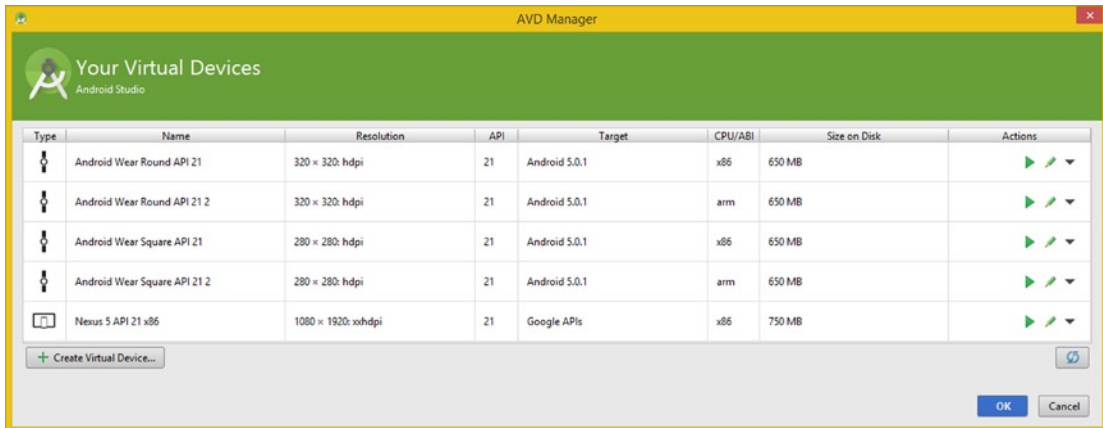 AVD Manager
Your Virtual Devices
Android Studio
Type Name Resolution API Target CPU/ABI Size on Disk Actions
Android Wear Round API 21 320 × 320: hdpi 21 Android 5.0.1 x86 650 MB
Android Wear Round API 21 2 320 × 320: hdpi 21 Android 5.0.1 arm 650 MB
Android Wear Square API 21 280 × 280: hdpi 21 Android 5.0.1 x86 650 MB
Android Wear Square API 21 2 280 × 280: hdpi 21 Android 5.0.1 arm 650 MB
Nexus 5 API 21 x86 1080 × 1920: xxhdpi 21 Google APIs x86 750 MB
Create Virtual Device...
OK Cancel